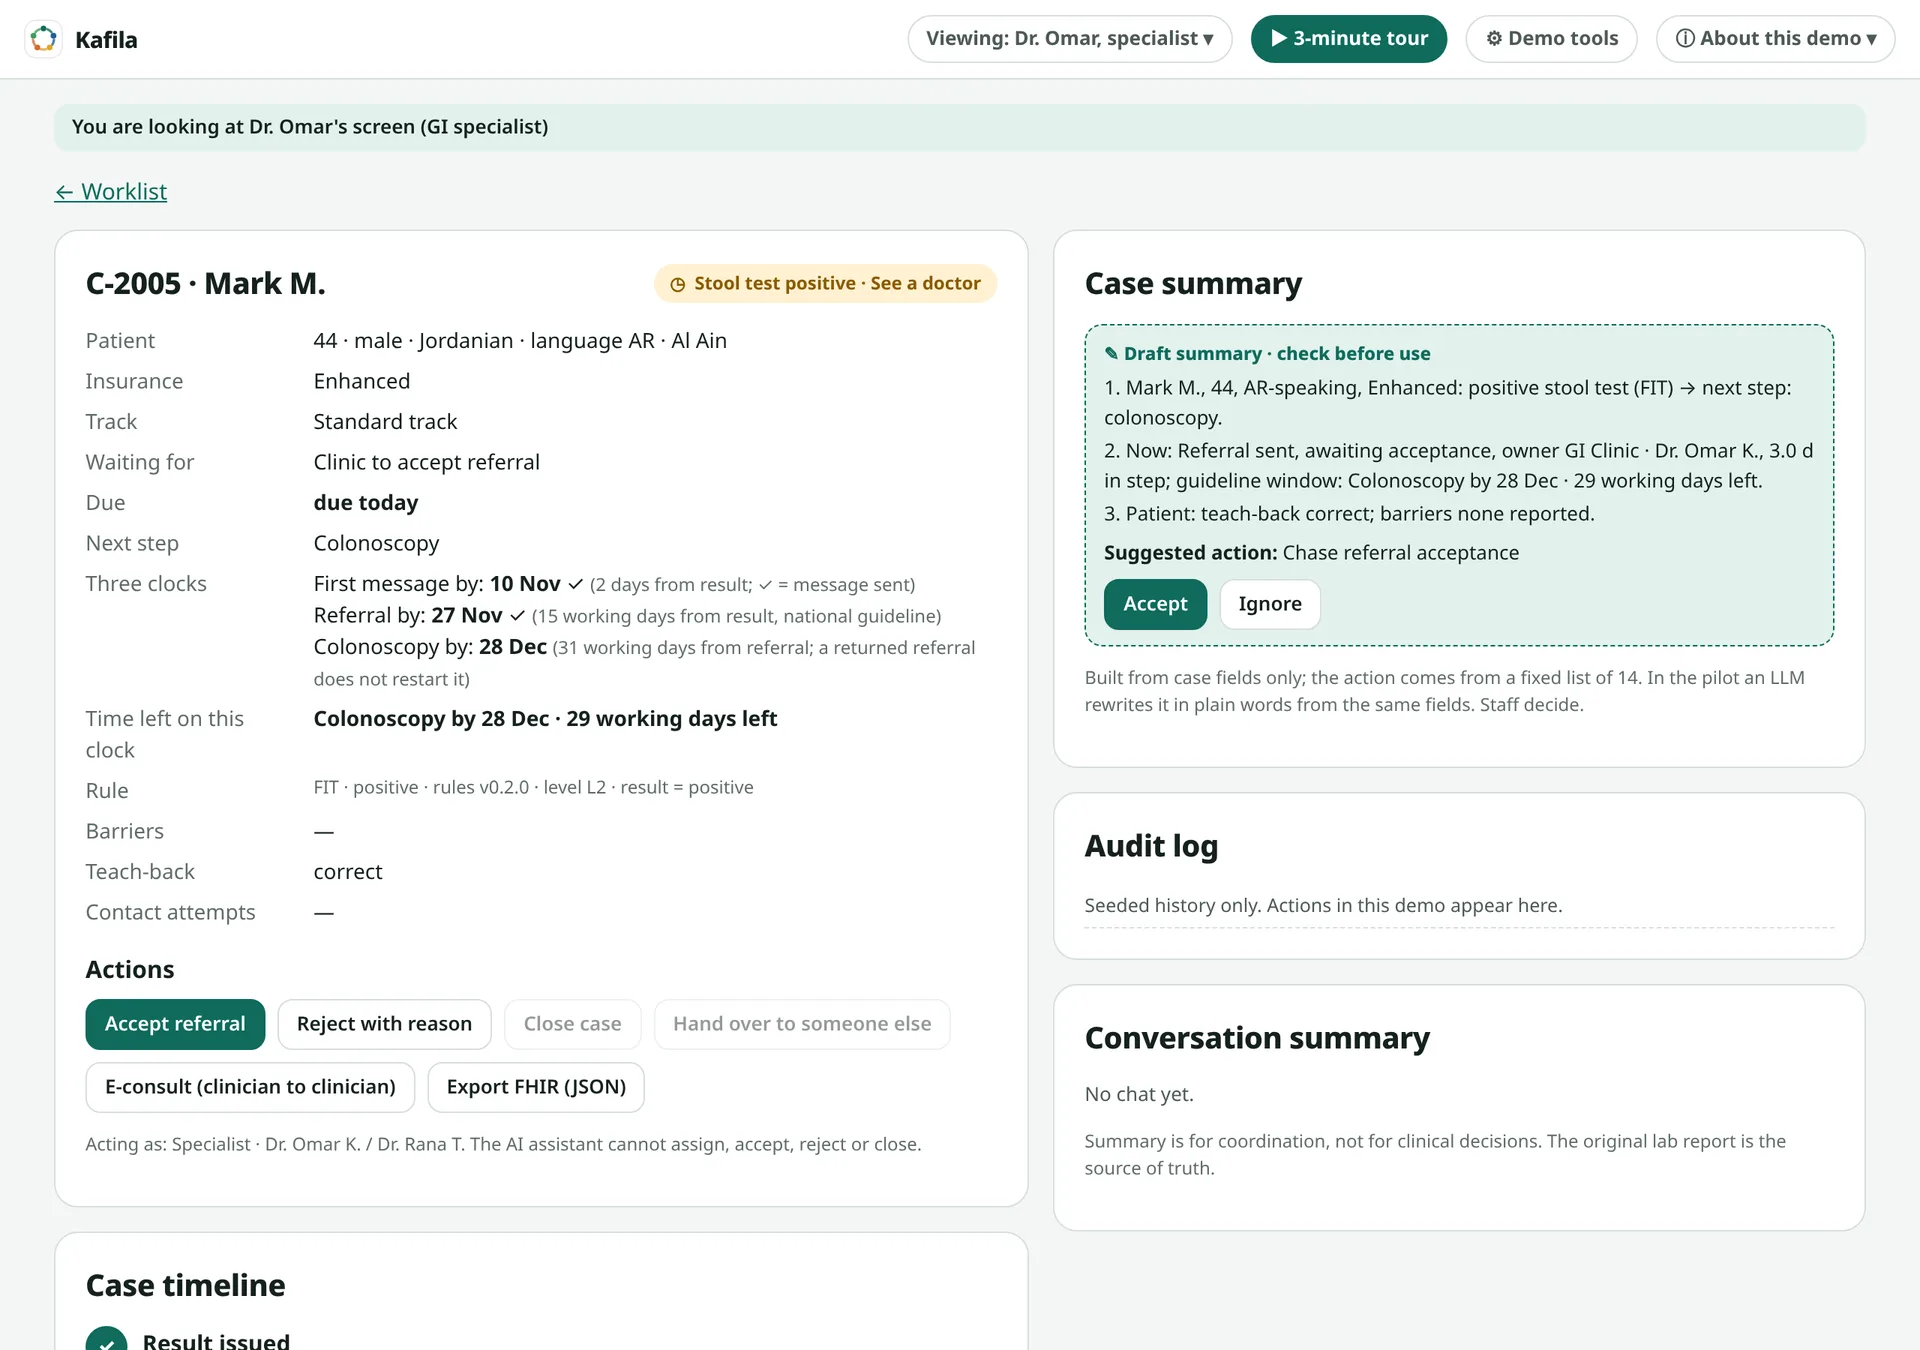 Kafila
Viewing: Dr. Omar, specialist ▾
▶ 3-minute tour
⚙ Demo tools
ⓘ About this demo ▾
You are looking at Dr. Omar's screen (GI specialist)
← Worklist
C-2005 · Mark M.
Stool test positive · See a doctor
Patient 44 · male · Jordanian · language AR · Al Ain
Insurance Enhanced
Track Standard track
Waiting for Clinic to accept referral
Due due today
Next step Colonoscopy
Three clocks First message by: 10 Nov ✓ (2 days from result; ✓ = message sent)
Referral by: 27 Nov ✓ (15 working days from result, national guideline)
Colonoscopy by: 28 Dec (31 working days from referral; a returned referral
does not restart it)
Time left on this
clock
Colonoscopy by 28 Dec · 29 working days left
Rule FIT · positive · rules v0.2.0 · level L2 · result = positive
Barriers —
Teach-back correct
Contact attempts —
Actions
Accept referral
Reject with reason
Close case
Hand over to someone else
E-consult (clinician to clinician)
Export FHIR (JSON)
Acting as: Specialist · Dr. Omar K. / Dr. Rana T. The AI assistant cannot assign, accept, reject or close.
Case timeline
✓ Result issued
Case summary
✎ Draft summary · check before use
1. Mark M., 44, AR-speaking, Enhanced: positive stool test (FIT) → next step:
colonoscopy.
2. Now: Referral sent, awaiting acceptance, owner GI Clinic · Dr. Omar K., 3.0 d
in step; guideline window: Colonoscopy by 28 Dec · 29 working days left.
3. Patient: teach-back correct; barriers none reported.
Suggested action: Chase referral acceptance
Accept
Ignore
Built from case fields only; the action comes from a fixed list of 14. In the pilot an LLM
rewrites it in plain words from the same fields. Staff decide.
Audit log
Seeded history only. Actions in this demo appear here.
Conversation summary
No chat yet.
Summary is for coordination, not for clinical decisions. The original lab report is the
source of truth.